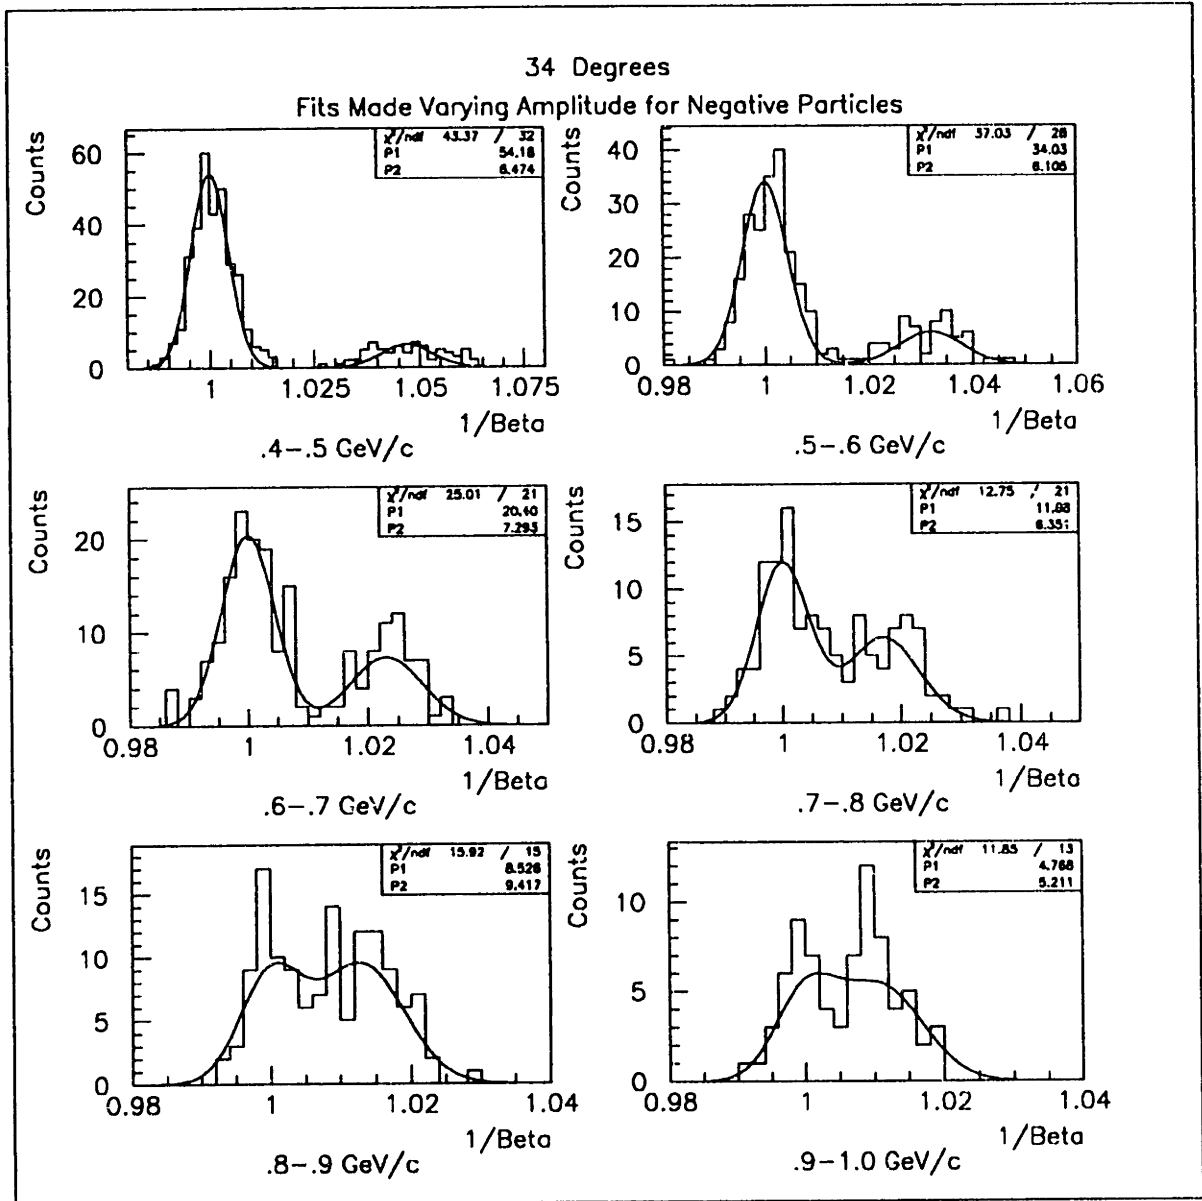 34 Degrees
Fits Made Varying Amplitude for Negative Particles
Counts
60
40
20
0
χ²/ndf 43.37 / 32
P1 54.18
P2 6.474
1 1.025 1.05 1.075
1/Beta
.4-.5 GeV/c
Counts
40
30
20
10
0
χ²/ndf 37.03 / 28
P1 34.03
P2
0.98 1 1.02 1.04 1.06
1/Beta
.5-.6 GeV/c
Counts
20
10
0
χ²/ndf 25.01 / 21
P1 20.40
P2
0.98 1 1.02 1.04
1/Beta
.6-.7 GeV/c
Counts
15
10
5
0
χ²/ndf 12.75 / 21
P1
P2
0.98 1 1.02 1.04
1/Beta
.7-.8 GeV/c
Counts
15
10
5
0
χ²/ndf 15.92 / 15
P1 8.526
P2 9.417
0.98 1 1.02 1.04
1/Beta
.8-.9 GeV/c
Counts
10
5
0
χ²/ndf 11.85 / 13
P1 4.768
P2 5.211
0.98 1 1.02 1.04
1/Beta
.9-1.0 GeV/c